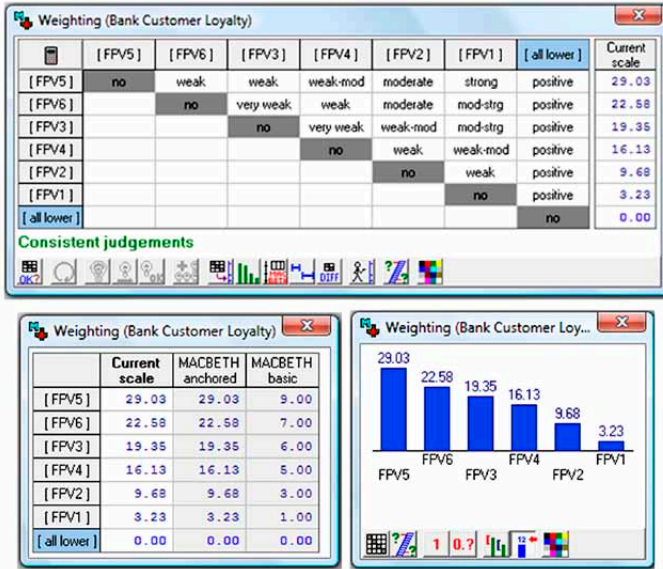 Weighting (Bank Customer Loyalty)
[ FPV5 ] [ FPV6 ] [ FPV3 ] [ FPV4 ] [ FPV2 ] [ FPV1 ] [ all lower ] Current scale
[ FPV5 ] no weak weak weak-mod moderate strong positive 29.03
[ FPV6 ] no very weak weak moderate mod-strg positive 22.58
[ FPV3 ] no very weak weak-mod mod-strg positive 19.35
[ FPV4 ] no weak weak-mod positive 16.13
[ FPV2 ] no weak positive 9.68
[ FPV1 ] no positive 3.23
[ all lower ] no 0.00
Consistent judgements
OK? OK DIFF
Weighting (Bank Customer Loyalty)
Current scale MACBETH anchored MACBETH basic
[ FPV5 ] 29.03 29.03 9.00
[ FPV6 ] 22.58 22.58 7.00
[ FPV3 ] 19.35 19.35 6.00
[ FPV4 ] 16.13 16.13 5.00
[ FPV2 ] 9.68 9.68 3.00
[ FPV1 ] 3.23 3.23 1.00
[ all lower ] 0.00 0.00 0.00
Weighting (Bank Customer Loy...
29.03
22.58
19.35
16.13
9.68
3.23
FPV6 FPV4 FPV1
FPV5 FPV3 FPV2
1 0.? 12